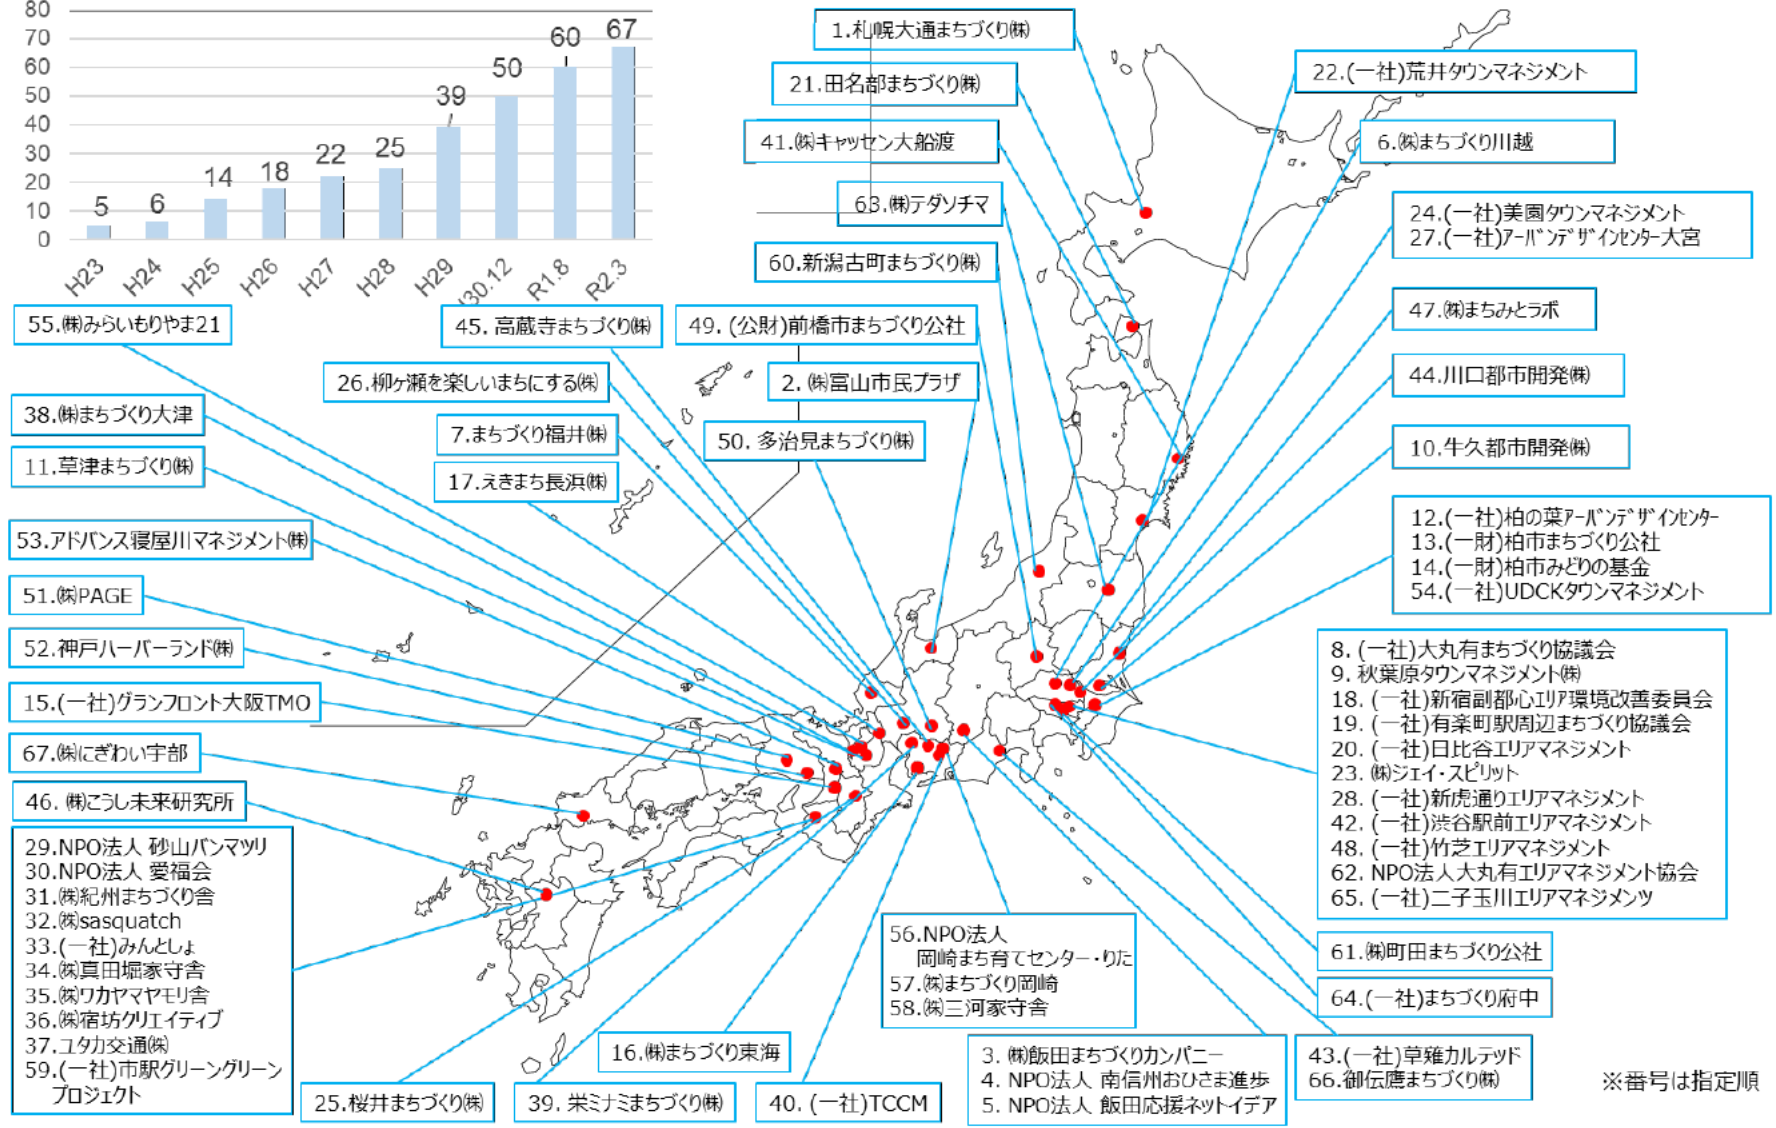 80
70
60
50
40
30
20
10
0
5
6
14
18
22
25
39
50
60
67
H23
H24
H25
H26
H27
H28
H29
H30.12
R1.8
R2.3
1.札幌大通まちづくり㈱
21.田名部まちづくり㈱
41.㈱キャッセン大船渡
63.㈱テダソチマ
60.新潟古町まちづくり㈱
22.(一社)荒井タウンマネジメント
6.㈱まちづくり川越
24.(一社)美園タウンマネジメント
27.(一社)アーバンデザインセンター大宮
47.㈱まちみとラボ
44.川口都市開発㈱
10.牛久都市開発㈱
12.(一社)柏の葉アーバンデザインセンター
13.(一財)柏市まちづくり公社
14.(一財)柏市みどりの基金
54.(一社)UDCKタウンマネジメント
55.㈱みらいもりやま21
45. 高蔵寺まちづくり㈱
49. (公財)前橋市まちづくり公社
26.柳ヶ瀬を楽しいまちにする㈱
2. ㈱富山市民プラザ
38.㈱まちづくり大津
7.まちづくり福井㈱
50. 多治見まちづくり㈱
11.草津まちづくり㈱
17.えきまち長浜㈱
53.アドバンス寝屋川マネジメント㈱
51.㈱PAGE
52.神戸ハーバーランド㈱
15.(一社)グランフロント大阪TMO
67.㈱にぎわい宇部
46. ㈱こうし未来研究所
29.NPO法人 砂山バンマツリ
30.NPO法人 愛福会
31.㈱紀州まちづくり舎
32.㈱sasquatch
33.(一社)みんとしょ
34.㈱真田堀家守舎
35.㈱ワカヤマヤモリ舎
36.㈱宿坊クリエイティブ
37.ユタカ交通㈱
59.(一社)市駅グリーングリーン
プロジェクト
8. (一社)大丸有まちづくり協議会
9. 秋葉原タウンマネジメント㈱
18. (一社)新宿副都心エリア環境改善委員会
19. (一社)有楽町駅周辺まちづくり協議会
20. (一社)日比谷エリアマネジメント
23. ㈱ジェイ・スピリット
28. (一社)新虎通りエリアマネジメント
42. (一社)渋谷駅前エリアマネジメント
48. (一社)竹芝エリアマネジメント
62. NPO法人大丸有エリアマネジメント協会
65. (一社)二子玉川エリアマネジメンツ
61.㈱町田まちづくり公社
64.(一社)まちづくり府中
56.NPO法人
岡崎まち育てセンター・りた
57.㈱まちづくり岡崎
58.㈱三河家守舎
16.㈱まちづくり東海
25.桜井まちづくり㈱
39. 栄ミナミまちづくり㈱
40. (一社)TCCM
3. ㈱飯田まちづくりカンパニー
4. NPO法人 南信州おひさま進歩
5. NPO法人 飯田応援ネットイデア
43.(一社)草薙カルテッド
66.御伝鷹まちづくり㈱
※番号は指定順